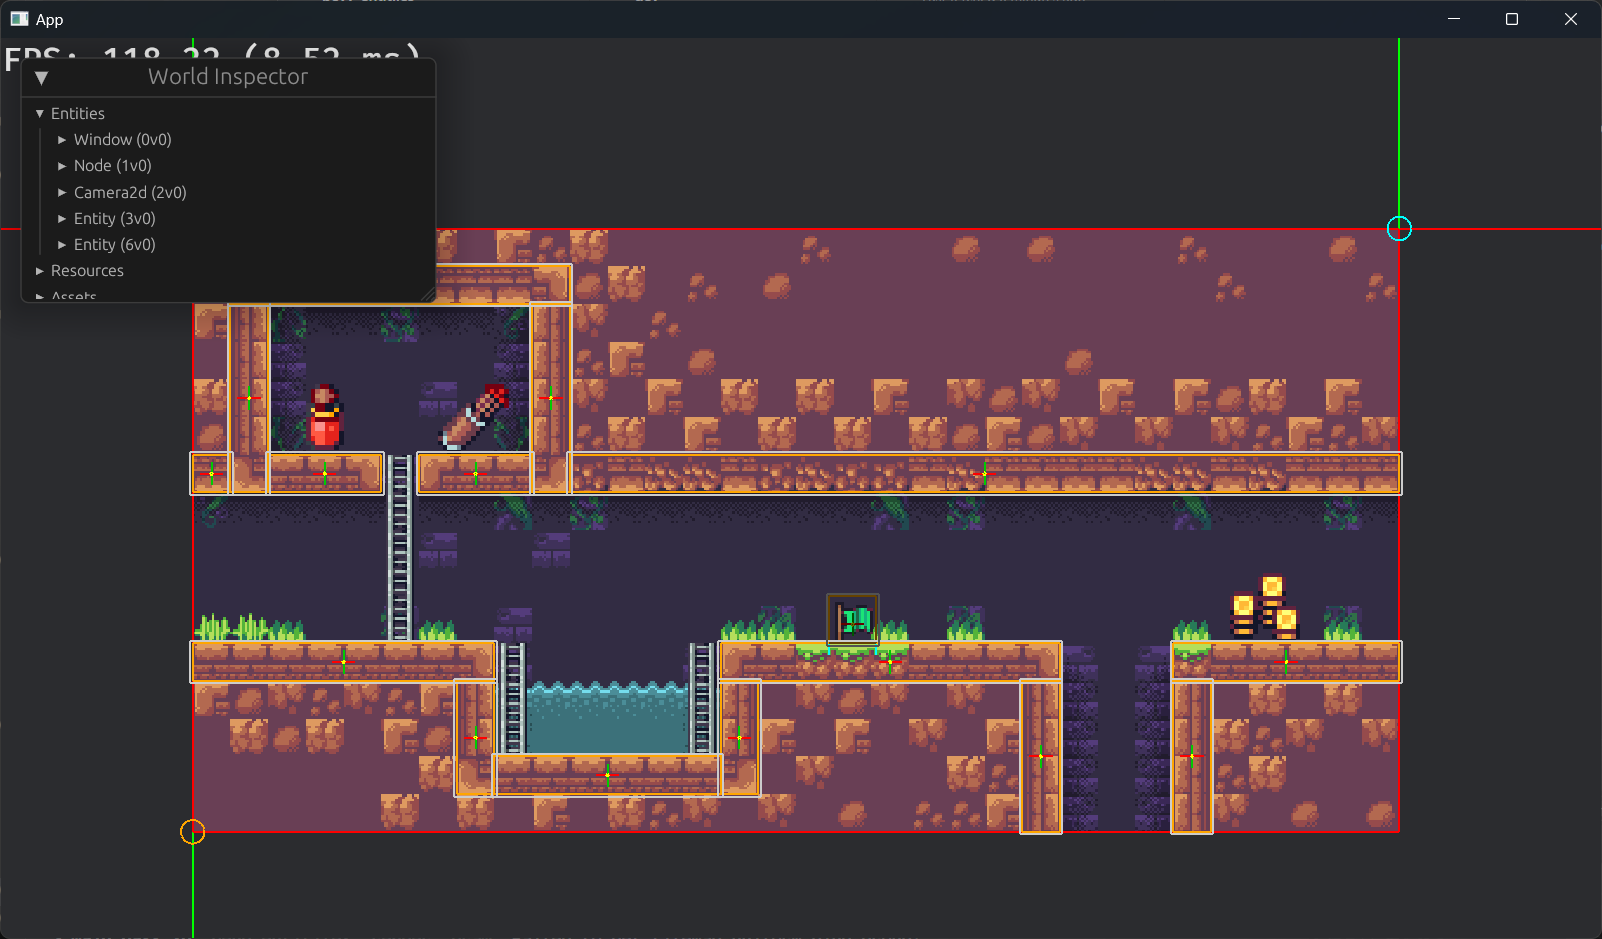 App
FPS: 118.22 (8.52 ms)
▼ World Inspector
▼ Entities
► Window (0v0)
► Node (1v0)
► Camera2d (2v0)
► Entity (3v0)
► Entity (6v0)
► Resources
► Assets